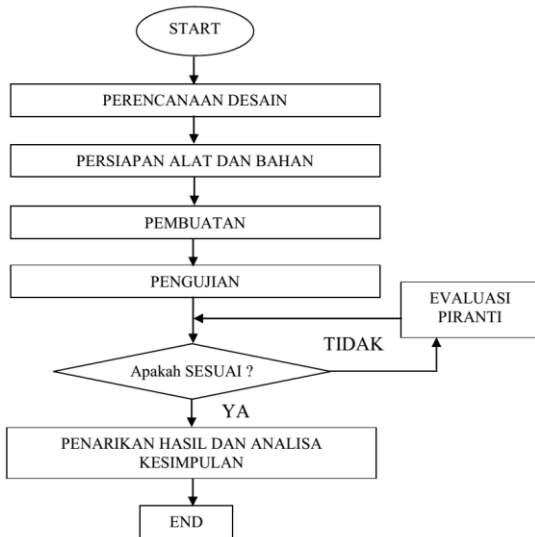 START
PERENCANAAN DESAIN
PERSIAPAN ALAT DAN BAHAN
PEMBUATAN
PENGUJIAN
EVALUASI
PIRANTI
TIDAK
Apakah SESUAI ?
YA
PENARIKAN HASIL DAN ANALISA
KESIMPULAN
END